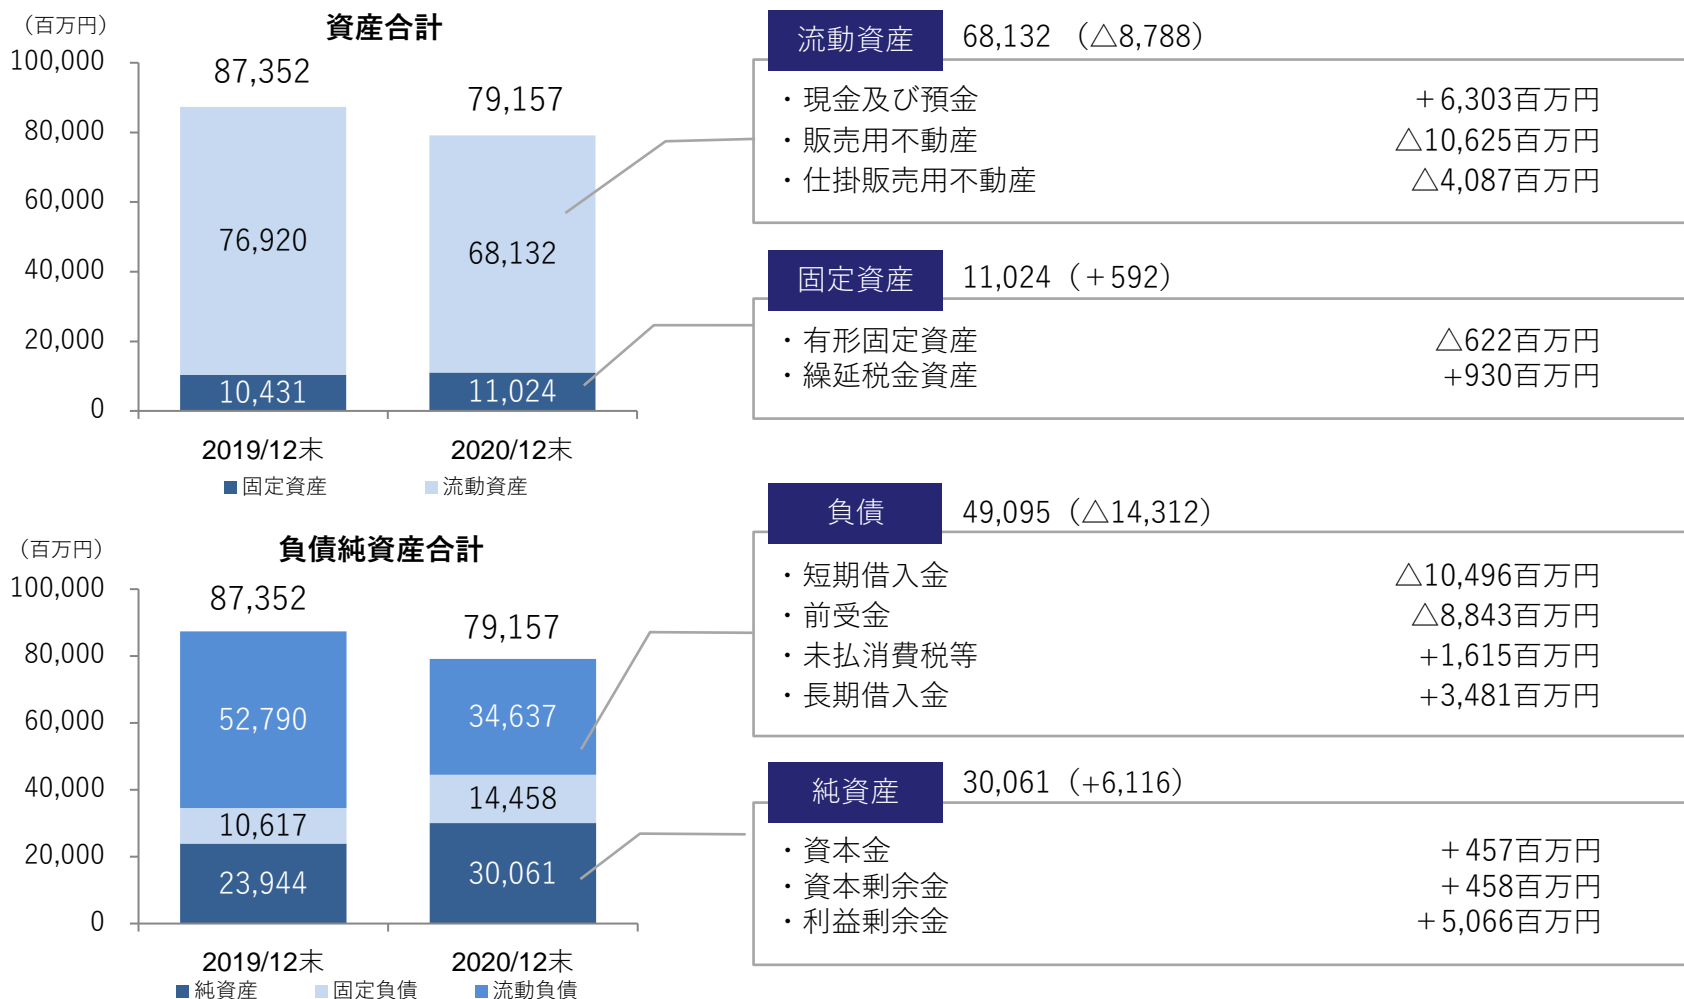 （百万円）
資産合計
100,000
80,000
60,000
40,000
20,000
0
87,352
79,157
76,920
68,132
10,431
11,024
2019/12末
2020/12末
固定資産
流動資産
流動資産
68,132 （△8,788）
・現金及び預金 ＋6,303百万円
・販売用不動産 △10,625百万円
・仕掛販売用不動産 △4,087百万円
固定資産
11,024（＋592）
・有形固定資産 △622百万円
・繰延税金資産 +930百万円
（百万円）
負債純資産合計
100,000
80,000
60,000
40,000
20,000
0
87,352
79,157
52,790
34,637
10,617
14,458
23,944
30,061
2019/12末
2020/12末
純資産
固定負債
流動負債
負債
49,095（△14,312）
・短期借入金 △10,496百万円
・前受金 △8,843百万円
・未払消費税等 +1,615百万円
・長期借入金 +3,481百万円
純資産
30,061（+6,116）
・資本金 ＋457百万円
・資本剰余金 ＋458百万円
・利益剰余金 ＋5,066百万円